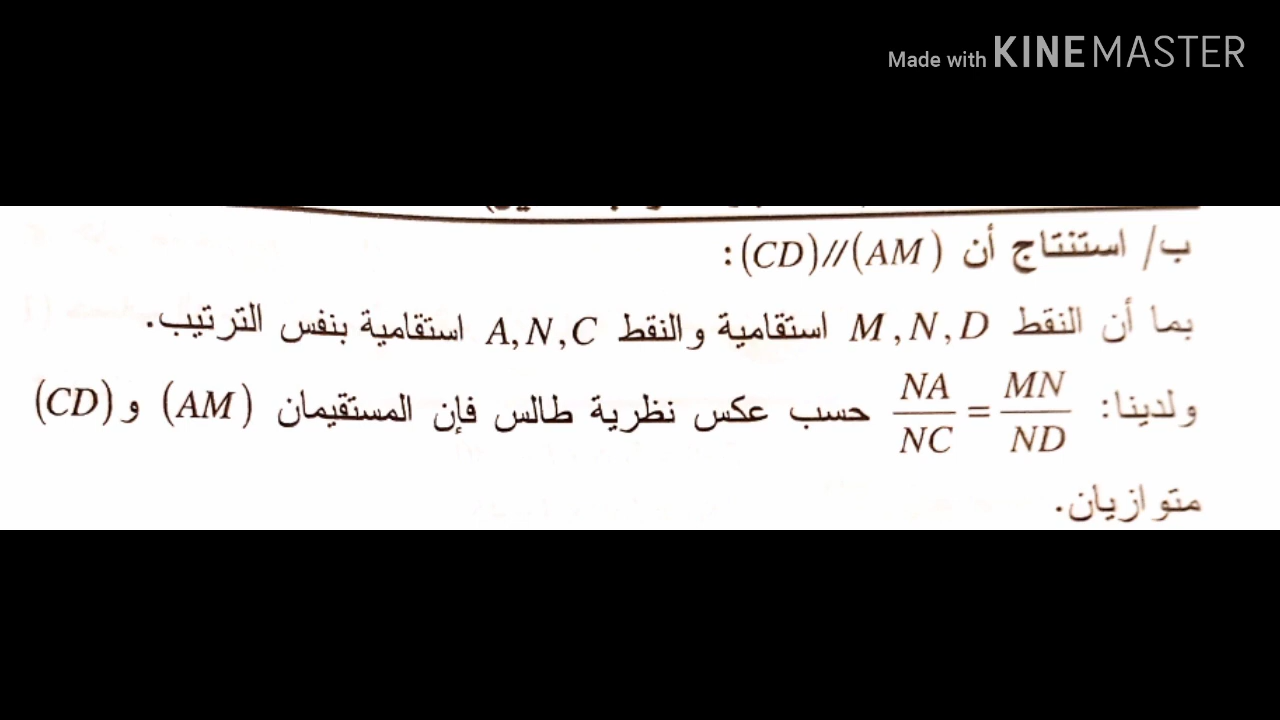 Made with KINEMASTER
ب/ استنتاج أن (CD)//(AM):
بما أن النقط M,N,D استقامية والنقط A,N,C استقامية بنفس الترتيب.
ولدينا: MN/ND = NA/NC حسب عكس نظرية طالس فإن المستقيمان (AM) و(CD)
متوازيان.